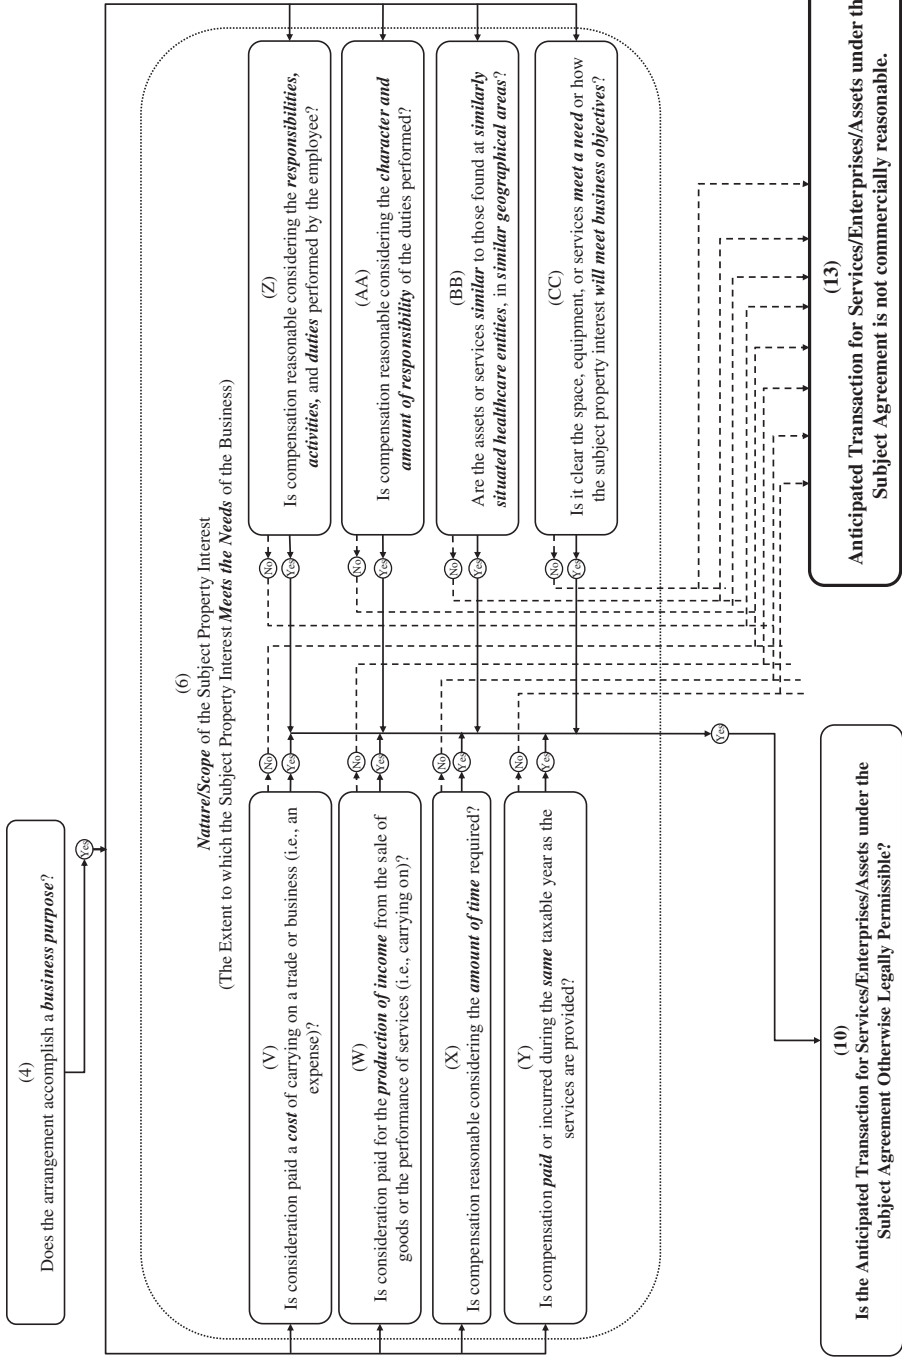 (4)
Does the arrangement accomplish a business purpose?
Yes
(6)
Nature/Scope of the Subject Property Interest
(The Extent to which the Subject Property Interest Meets the Needs of the Business)
(V)
Is consideration paid a cost of carrying on a trade or business (i.e., an
expense)?
No
Yes
(W)
Is consideration paid for the production of income from the sale of
goods or the performance of services (i.e., carrying on)?
No
Yes
(X)
Is compensation reasonable considering the amount of time required?
No
Yes
(Y)
Is compensation paid or incurred during the same taxable year as the
services are provided?
No
Yes
(Z)
Is compensation reasonable considering the responsibilities,
activities, and duties performed by the employee?
No
Yes
(AA)
Is compensation reasonable considering the character and
amount of responsibility of the duties performed?
No
Yes
(BB)
Are the assets or services similar to those found at similarly
situated healthcare entities, in similar geographical areas?
No
Yes
(CC)
Is it clear the space, equipment, or services meet a need or how
the subject property interest will meet business objectives?
No
Yes
Yes
(10)
Is the Anticipated Transaction for Services/Enterprises/Assets under the
Subject Agreement Otherwise Legally Permissible?
(13)
Anticipated Transaction for Services/Enterprises/Assets under th
Subject Agreement is not commercially reasonable.